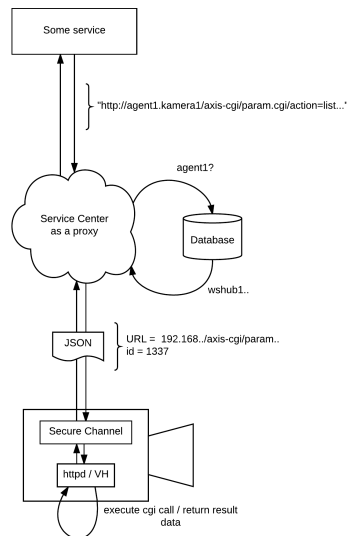 Some service
"http://agent1.kamera1/axis-cgi/param.cgi/action=list..."
agent1?
Service Center
as a proxy
Database
wshub1..
JSON
URL = 192.168../axis-cgi/param..
id = 1337
Secure Channel
httpd / VH
execute cgi call / return result
data